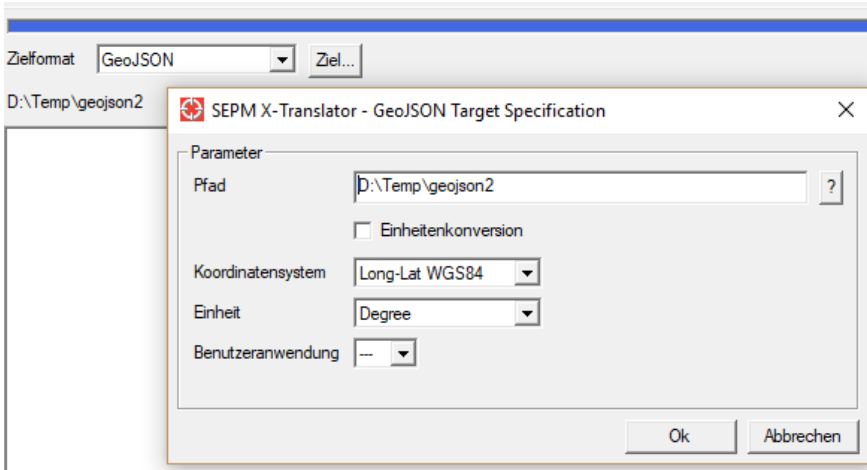 Zielformat GeoJSON Ziel...
D:\Temp\geojson2
SEPM X-Translator - GeoJSON Target Specification
Parameter
Pfad D:\Temp\geojson2 ?
Einheitenkonversion
Koordinatensystem Long-Lat WGS84
Einheit Degree
Benutzeranwendung ---
Ok Abbrechen